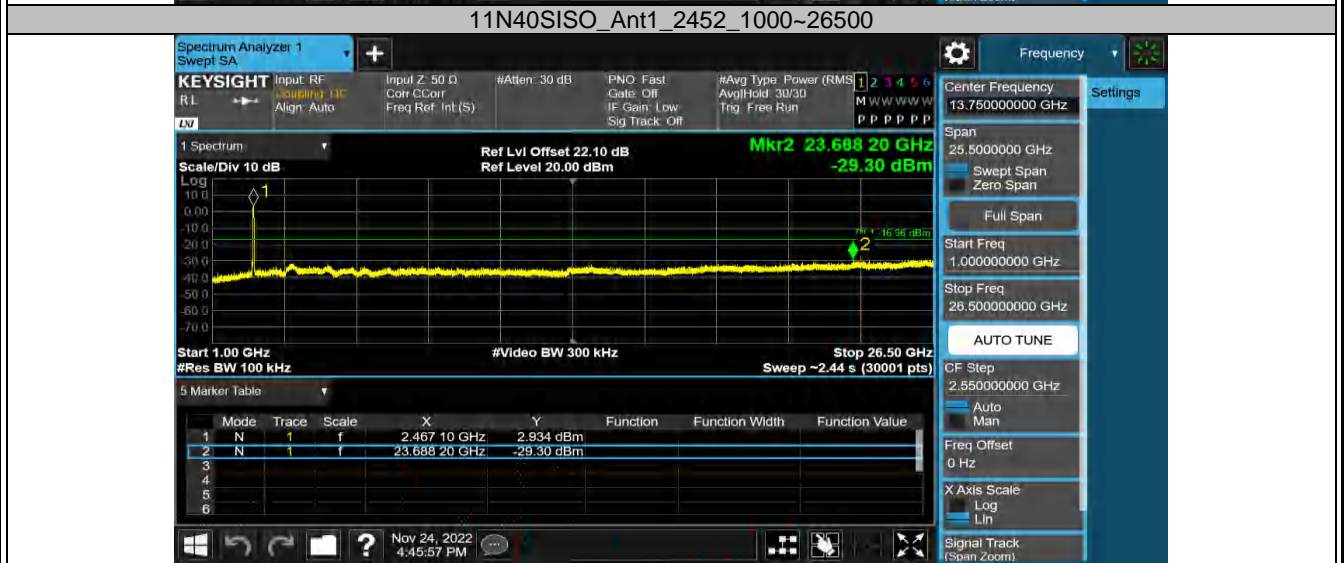 11N40SISO_Ant1_2452_1000~26500
Spectrum Analyzer 1
Swept SA
Frequency
KEYSIGHT
RL
LXI
Input: RF
Coupling: DC
Align: Auto
Input Z: 50 Ω
Corr CCorr
Freq Ref: Int (S)
#Atten: 30 dB
PNO: Fast
Gate: Off
IF Gain: Low
Sig Track: Off
#Avg Type: Power (RMS
Avg|Hold: 30/30
Trig: Free Run
1 2 3 4 5 6
M W W W W W
P P P P P P
Settings
Center Frequency
13.750000000 GHz
Span
25.5000000 GHz
Swept Span
Zero Span
Full Span
Start Freq
1.000000000 GHz
Stop Freq
26.500000000 GHz
AUTO TUNE
CF Step
2.550000000 GHz
Auto
Man
Freq Offset
0 Hz
X Axis Scale
Log
Lin
Signal Track
(Span Zoom)
1 Spectrum
Scale/Div 10 dB
Ref Lvl Offset 22.10 dB
Ref Level 20.00 dBm
Mkr2 23.688 20 GHz
-29.30 dBm
Log
10.0
0.00
-10.0
-20.0
-30.0
-40.0
-50.0
-60.0
-70.0
1
DL1 -16.96 dBm
2
Start 1.00 GHz
#Video BW 300 kHz
Stop 26.50 GHz
#Res BW 100 kHz
Sweep ~2.44 s (30001 pts)
5 Marker Table
Mode Trace Scale X Y Function Function Width Function Value
1 N 1 f 2.467 10 GHz 2.934 dBm
2 N 1 f 23.688 20 GHz -29.30 dBm
3
4
5
6
?
Nov 24, 2022
4:45:57 PM